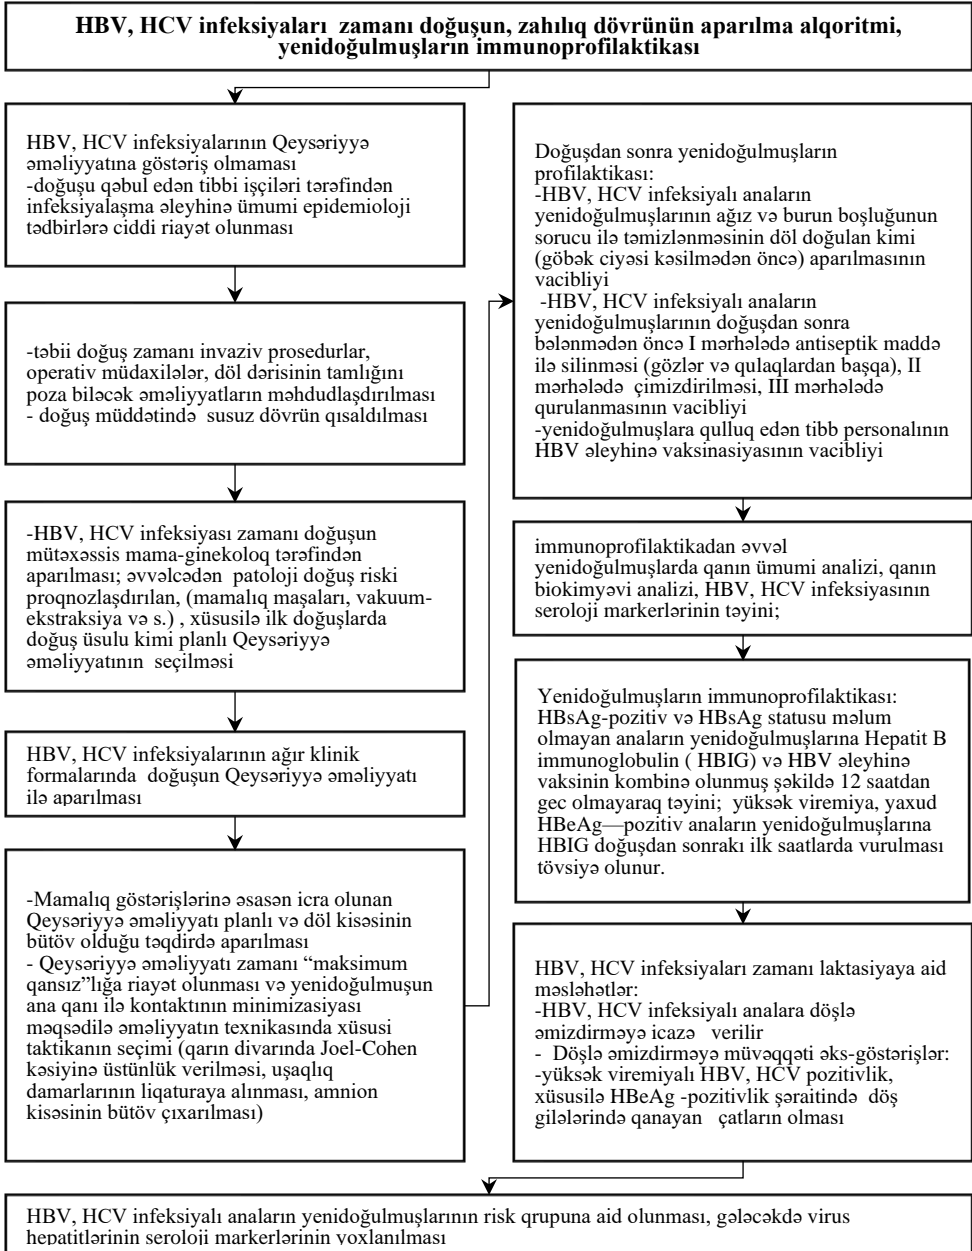 HBV, HCV infeksiyaları zamanı doğuşun, zahılıq dövrünün aparılma alqoritmi,
yenidoğulmuşların immunoprofilaktikası
HBV, HCV infeksiyalarının Qeysəriyyə
əməliyyatına göstəriş olmaması
-doğuşu qəbul edən tibbi işçiləri tərəfindən
infeksiyalaşma əleyhinə ümumi epidemioloji
tədbirlərə ciddi riayət olunması
-təbii doğuş zamanı invaziv prosedurlar,
operativ müdaxilələr, döl dərisinin tamlığını
poza biləcək əməliyyatların məhdudlaşdırılması
- doğuş müddətində susuz dövrün qısaldılması
-HBV, HCV infeksiyası zamanı doğuşun
mütəxəssis mama-ginekoloq tərəfindən
aparılması; əvvəlcədən patoloji doğuş riski
proqnozlaşdırılan, (mamalıq maşaları, vakuum-
ekstraksiya və s.) , xüsusilə ilk doğuşlarda
doğuş üsulu kimi planlı Qeysəriyyə
əməliyyatının seçilməsi
HBV, HCV infeksiyalarının ağır klinik
formalarında doğuşun Qeysəriyyə əməliyyatı
ilə aparılması
-Mamalıq göstərişlərinə əsasən icra olunan
Qeysəriyyə əməliyyatı planlı və döl kisəsinin
bütöv olduğu təqdirdə aparılması
- Qeysəriyyə əməliyyatı zamanı “maksimum
qansız”lığa riayət olunması və yenidoğulmuşun
ana qanı ilə kontaktının minimizasiyası
məqsədilə əməliyyatın texnikasında xüsusi
taktikanın seçimi (qarın divarında Joel-Cohen
kəsiyinə üstünlük verilməsi, uşaqlıq
damarlarının liqaturaya alınması, amnion
kisəsinin bütöv çıxarılması)
Doğuşdan sonra yenidoğulmuşların
profilaktikası:
-HBV, HCV infeksiyalı anaların
yenidoğulmuşlarının ağız və burun boşluğunun
sorucu ilə təmizlənməsinin döl doğulan kimi
(göbək ciyəsi kəsilmədən öncə) aparılmasının
vacibliyi
-HBV, HCV infeksiyalı anaların
yenidoğulmuşlarının doğuşdan sonra
bələnmədən öncə I mərhələdə antiseptik maddə
ilə silinməsi (gözlər və qulaqlardan başqa), II
mərhələdə çimizdirilməsi, III mərhələdə
qurulanmasının vacibliyi
-yenidoğulmuşlara qulluq edən tibb personalının
HBV əleyhinə vaksinasiyasının vacibliyi
immunoprofilaktikadan əvvəl
yenidoğulmuşlarda qanın ümumi analizi, qanın
biokimyəvi analizi, HBV, HCV infeksiyasının
seroloji markerlərinin təyini;
Yenidoğulmuşların immunoprofilaktikası:
HBsAg-pozitiv və HBsAg statusu məlum
olmayan anaların yenidoğulmuşlarına Hepatit B
immunoglobulin ( HBIG) və HBV əleyhinə
vaksinin kombinə olunmuş şəkildə 12 saatdan
gec olmayaraq təyini; yüksək viremiya, yaxud
HBeAg—pozitiv anaların yenidoğulmuşlarına
HBIG doğuşdan sonrakı ilk saatlarda vurulması
tövsiyə olunur.
HBV, HCV infeksiyaları zamanı laktasiyaya aid
məsləhətlər:
-HBV, HCV infeksiyalı analara döşlə
əmizdirməyə icazə verilir
- Döşlə əmizdirməyə müvəqqəti əks-göstərişlər:
-yüksək viremiyalı HBV, HCV pozitivlik,
xüsusilə HBeAg -pozitivlik şəraitində döş
gilələrində qanayan çatların olması
HBV, HCV infeksiyalı anaların yenidoğulmuşlarının risk qrupuna aid olunması, gələcəkdə virus
hepatitlərinin seroloji markerlərinin yoxlanılması